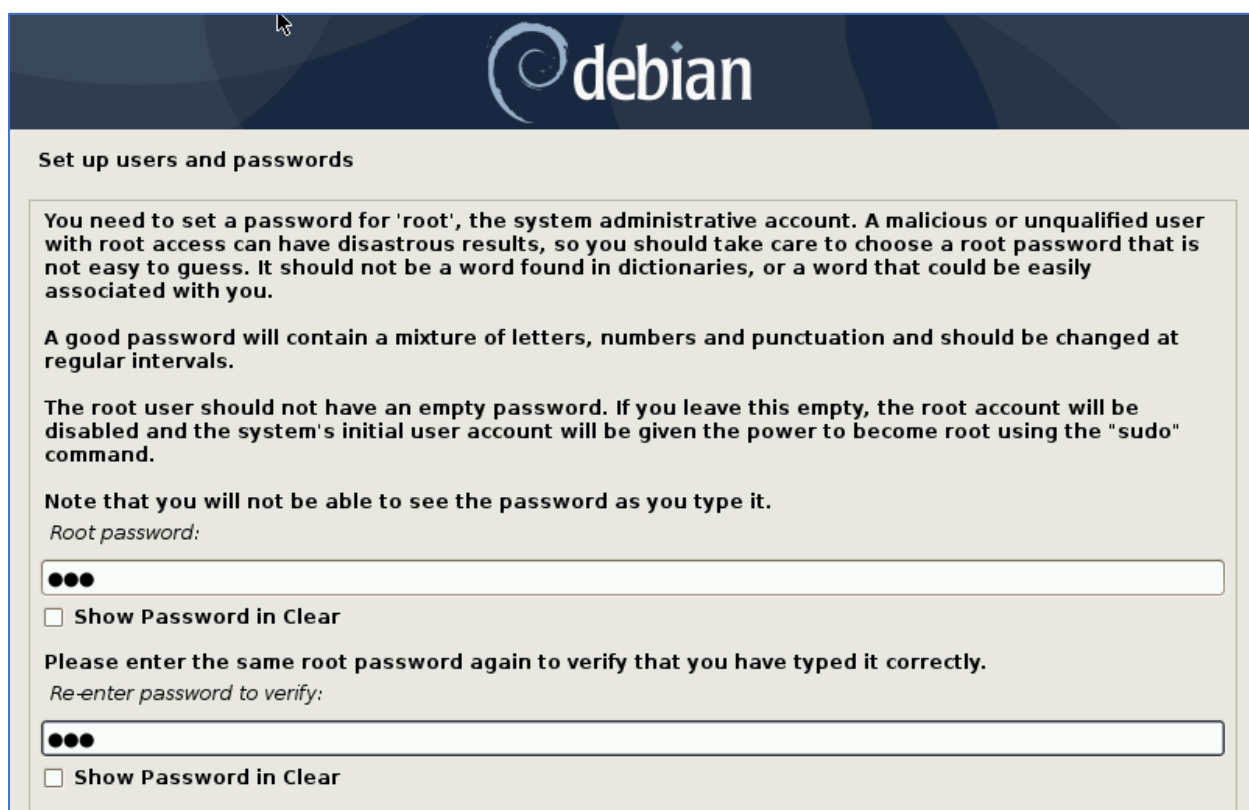 debian
Set up users and passwords
You need to set a password for 'root', the system administrative account. A malicious or unqualified user
with root access can have disastrous results, so you should take care to choose a root password that is
not easy to guess. It should not be a word found in dictionaries, or a word that could be easily
associated with you.
A good password will contain a mixture of letters, numbers and punctuation and should be changed at
regular intervals.
The root user should not have an empty password. If you leave this empty, the root account will be
disabled and the system's initial user account will be given the power to become root using the "sudo"
command.
Note that you will not be able to see the password as you type it.
Root password:
●●●
Show Password in Clear
Please enter the same root password again to verify that you have typed it correctly.
Re-enter password to verify:
●●●
Show Password in Clear